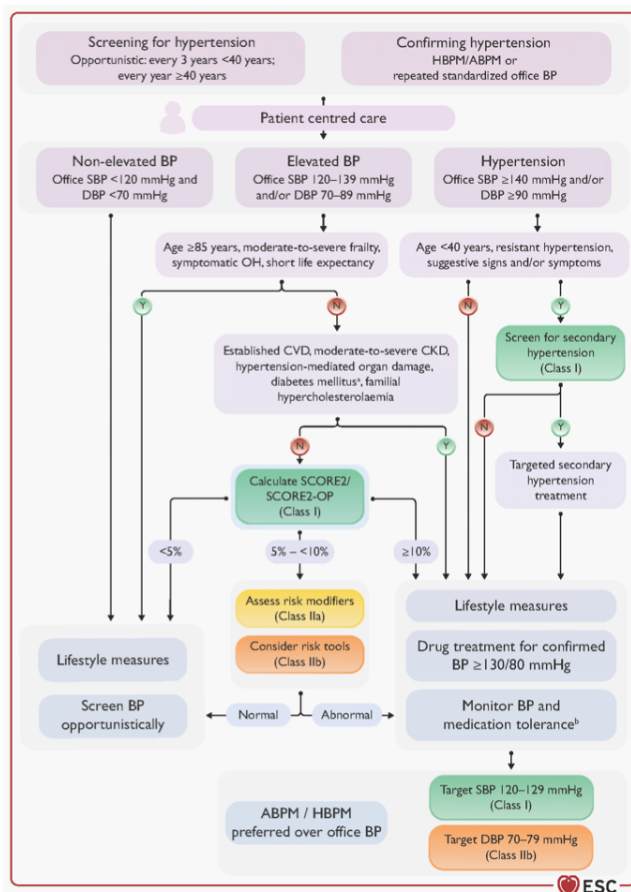 Screening for hypertension
Opportunistic: every 3 years <40 years;
every year ≥40 years
Confirming hypertension
HBPM/ABPM or
repeated standardized office BP
Patient centred care
Non-elevated BP
Office SBP <120 mmHg and
DBP <70 mmHg
Elevated BP
Office SBP 120–139 mmHg
and/or DBP 70–89 mmHg
Hypertension
Office SBP ≥140 mmHg and/or
DBP ≥90 mmHg
Age ≥85 years, moderate-to-severe frailty,
symptomatic OH, short life expectancy
Age <40 years, resistant hypertension,
suggestive signs and/or symptoms
Y
N
N
Y
Established CVD, moderate-to-severe CKD,
hypertension-mediated organ damage,
diabetes mellitusᵃ, familial
hypercholesterolaemia
Screen for secondary
hypertension
(Class I)
N
Y
N
Y
Calculate SCORE2/
SCORE2-OP
(Class I)
Targeted secondary
hypertension
treatment
<5%
5% – <10%
≥10%
Assess risk modifiers
(Class IIa)
Consider risk tools
(Class IIb)
Lifestyle measures
Screen BP
opportunistically
Normal
Abnormal
Lifestyle measures
Drug treatment for confirmed
BP ≥130/80 mmHg
Monitor BP and
medication toleranceᵇ
ABPM / HBPM
preferred over office BP
Target SBP 120–129 mmHg
(Class I)
Target DBP 70–79 mmHg
(Class IIb)
ESC